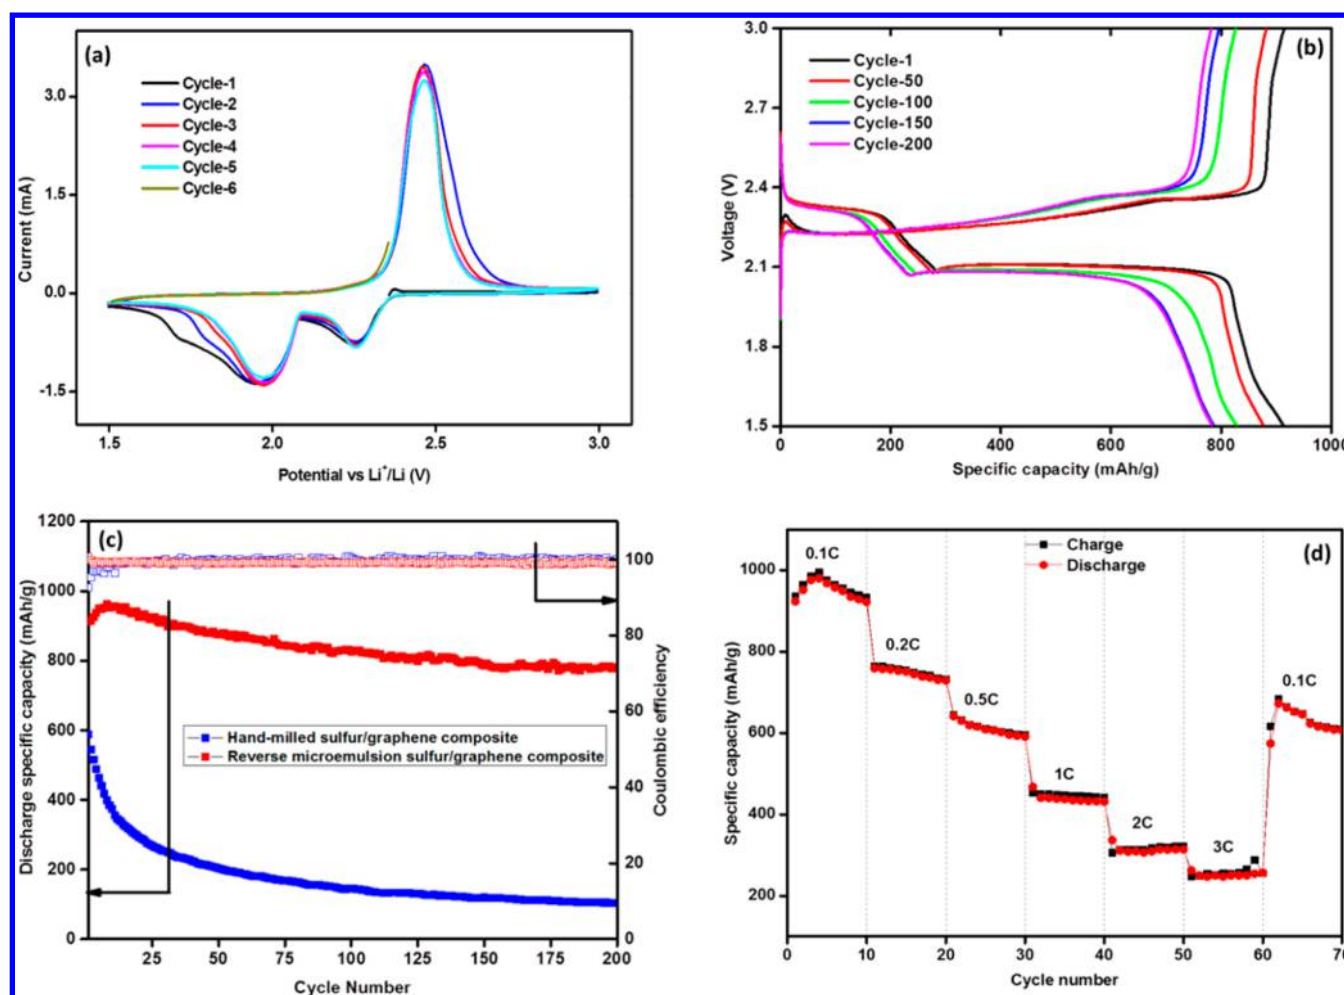 (a)
Cycle-1
Cycle-2
Cycle-3
Cycle-4
Cycle-5
Cycle-6
3.0
1.5
0.0
-1.5
Current (mA)
1.5 2.0 2.5 3.0
Potential vs Li⁺/Li (V)
(b)
Cycle-1
Cycle-50
Cycle-100
Cycle-150
Cycle-200
3.0
2.7
2.4
2.1
1.8
1.5
Voltage (V)
0 200 400 600 800 1000
Specific capacity (mAh/g)
(c)
1200
1000
800
600
400
200
0
Discharge specific capacity (mAh/g)
100
80
60
40
20
0
Coulombic efficiency
Hand-milled sulfur/graphene composite
Reverse microemulsion sulfur/graphene composite
25 50 75 100 125 150 175 200
Cycle Number
(d)
Charge
Discharge
0.1C
0.2C
0.5C
1C
2C
3C
0.1C
1000
800
600
400
200
Specific capacity (mAh/g)
0 10 20 30 40 50 60 70
Cycle number